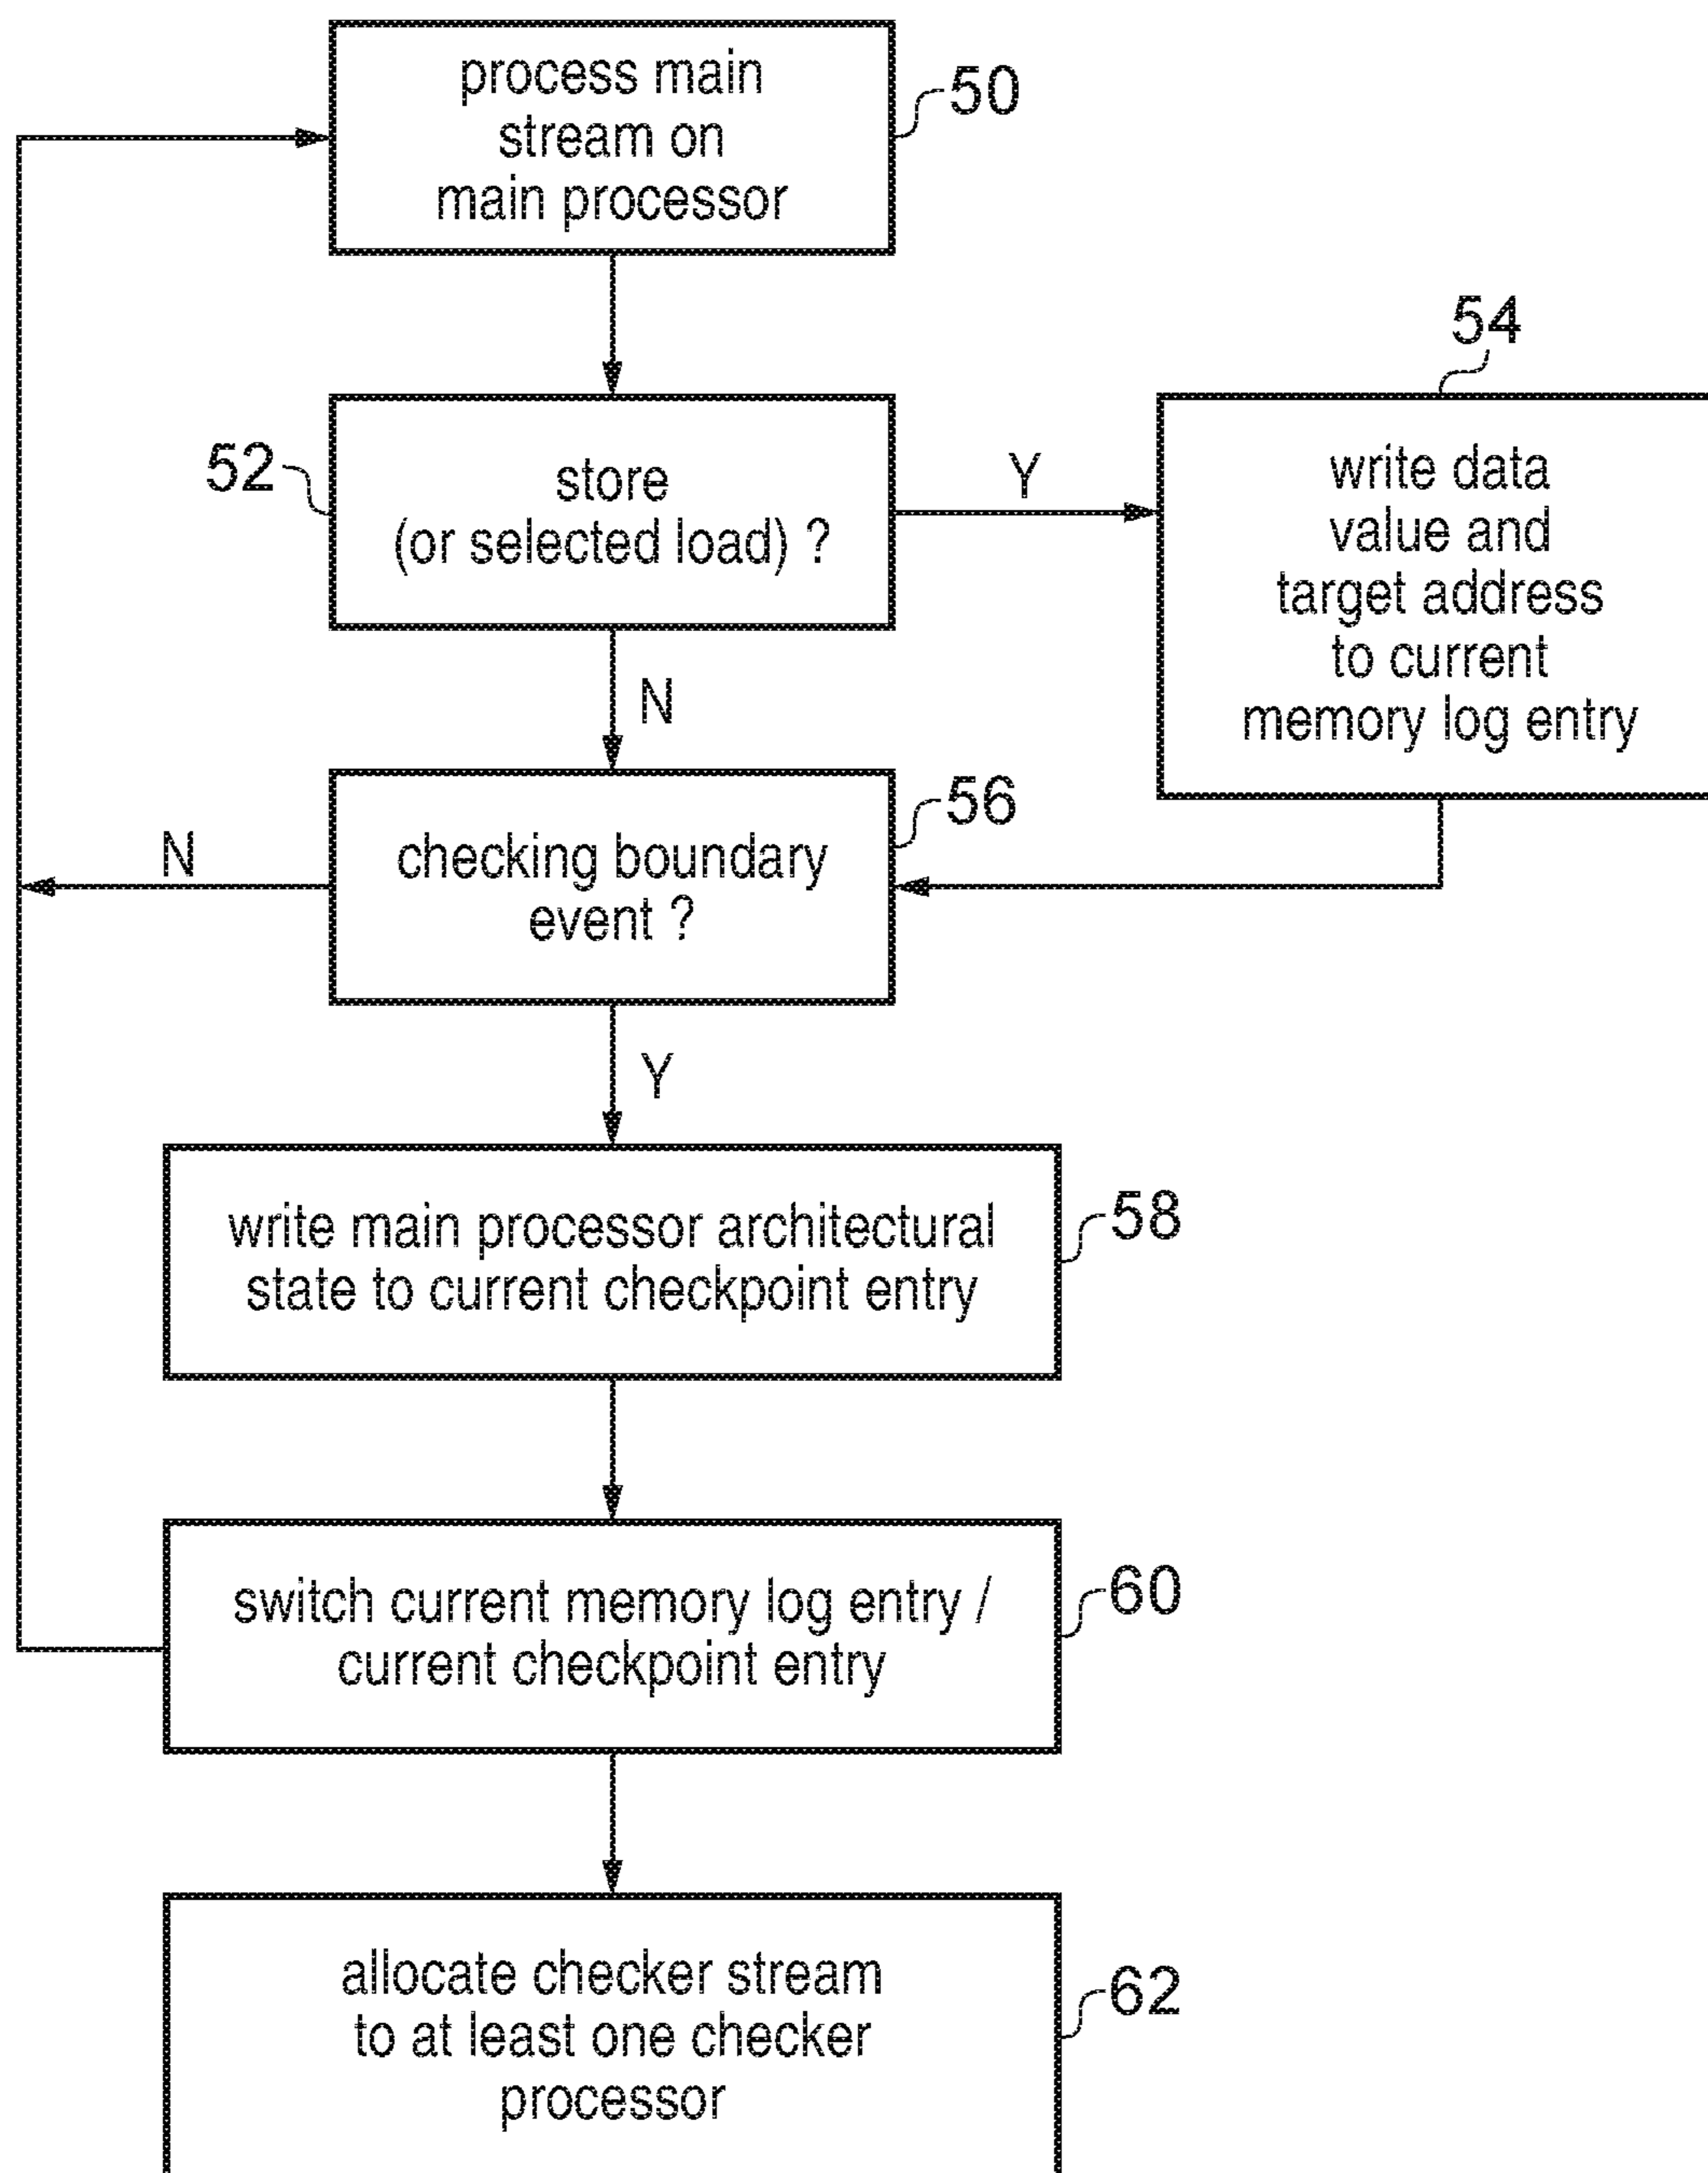 process main
stream on
main processor
50
54
52
store
(or selected load) ?
Y
write data
value and
target address
to current
memory log entry
N
56
checking boundary
event ?
N
Y
58
write main processor architectural
state to current checkpoint entry
60
switch current memory log entry /
current checkpoint entry
62
allocate checker stream
to at least one checker
processor